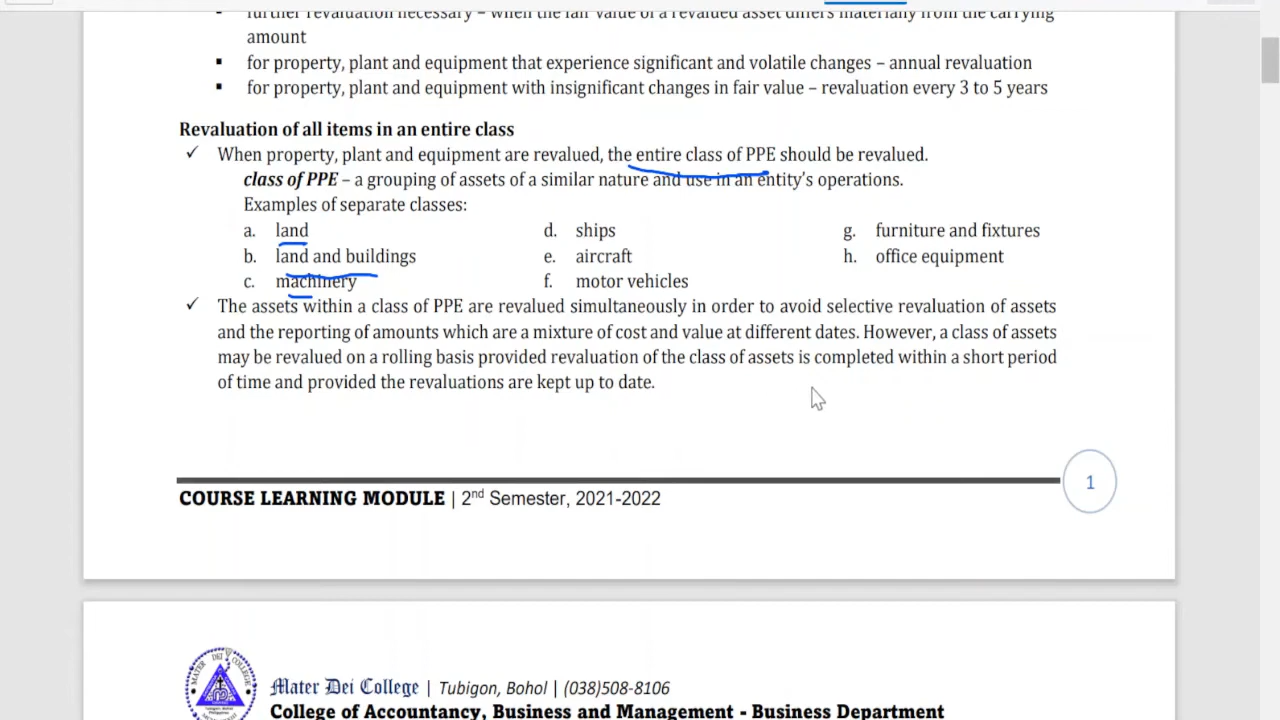 further revaluation necessary – when the fair value of a revalued asset differs materially from the carrying
amount
▪ for property, plant and equipment that experience significant and volatile changes – annual revaluation
▪ for property, plant and equipment with insignificant changes in fair value – revaluation every 3 to 5 years
Revaluation of all items in an entire class
✓ When property, plant and equipment are revalued, the entire class of PPE should be revalued.
class of PPE – a grouping of assets of a similar nature and use in an entity's operations.
Examples of separate classes:
a. land d. ships g. furniture and fixtures
b. land and buildings e. aircraft h. office equipment
c. machinery f. motor vehicles
✓ The assets within a class of PPE are revalued simultaneously in order to avoid selective revaluation of assets
and the reporting of amounts which are a mixture of cost and value at different dates. However, a class of assets
may be revalued on a rolling basis provided revaluation of the class of assets is completed within a short period
of time and provided the revaluations are kept up to date.
1
COURSE LEARNING MODULE | 2nd Semester, 2021-2022
MATER DEI COLLEGE
Mater Dei College | Tubigon, Bohol | (038)508-8106
College of Accountancy, Business and Management - Business Department